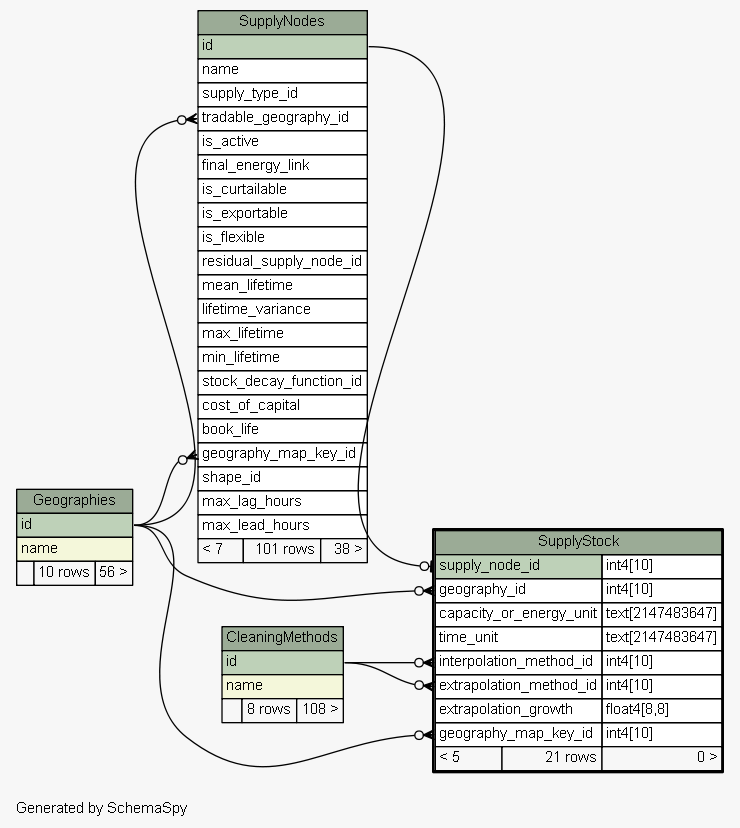 SupplyNodes
id
name
supply_type_id
tradable_geography_id
is_active
final_energy_link
is_curtailable
is_exportable
is_flexible
residual_supply_node_id
mean_lifetime
lifetime_variance
max_lifetime
min_lifetime
stock_decay_function_id
cost_of_capital
book_life
geography_map_key_id
shape_id
max_lag_hours
max_lead_hours
< 7 101 rows 38 >
Geographies
id
name
10 rows 56 >
SupplyStock
supply_node_id int4[10]
geography_id int4[10]
capacity_or_energy_unit text[2147483647]
time_unit text[2147483647]
interpolation_method_id int4[10]
extrapolation_method_id int4[10]
extrapolation_growth float4[8,8]
geography_map_key_id int4[10]
< 5 21 rows 0 >
CleaningMethods
id
name
8 rows 108 >
Generated by SchemaSpy